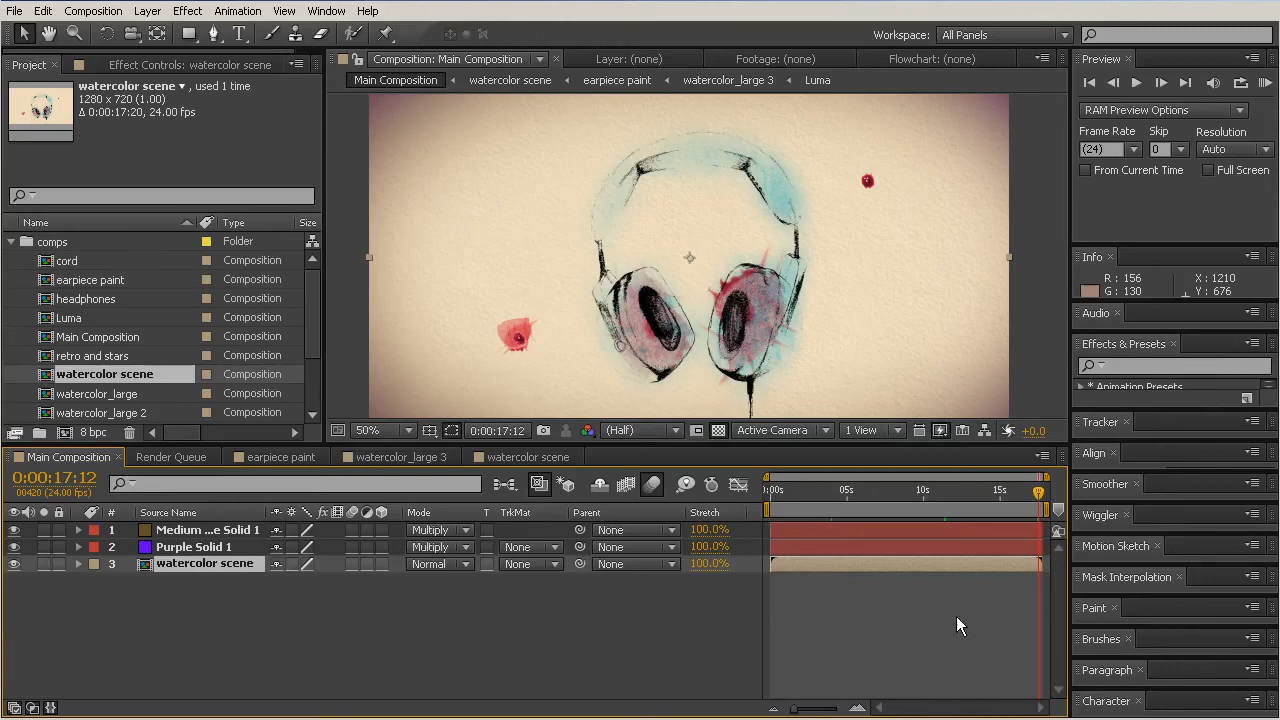 File Edit Composition Layer Effect Animation View Window Help
Workspace: All Panels
Project Effect Controls: watercolor scene
Composition: Main Composition Layer: (none) Footage: (none) Flowchart: (none)
Preview
Main Composition watercolor scene earpiece paint watercolor_large 3 Luma
watercolor scene , used 1 time
1280 x 720 (1.00)
Δ 0:00:17:20, 24.00 fps
RAM Preview Options
Frame Rate Skip Resolution
(24) 0 Auto
From Current Time Full Screen
Name Type Size
comps Folder
cord Composition
earpiece paint Composition
headphones Composition
Luma Composition
Main Composition Composition
retro and stars Composition
watercolor scene Composition
watercolor_large Composition
watercolor_large 2 Composition
8 bpc
50% 0:00:17:12 (Half) Active Camera 1 View +0.0
Info
R : 156 X : 1210
G : 130 Y : 676
Audio
Effects & Presets
* Animation Presets
Tracker
Align
Smoother
Wiggler
Motion Sketch
Mask Interpolation
Paint
Brushes
Paragraph
Character
Main Composition Render Queue earpiece paint watercolor_large 3 watercolor scene
0:00:17:12
00420 (24.00 fps)
:00s 05s 10s 15s
# Source Name Mode T TrkMat Parent Stretch
1 Medium ...e Solid 1 Multiply None 100.0%
2 Purple Solid 1 Multiply None None 100.0%
3 watercolor scene Normal None None 100.0%